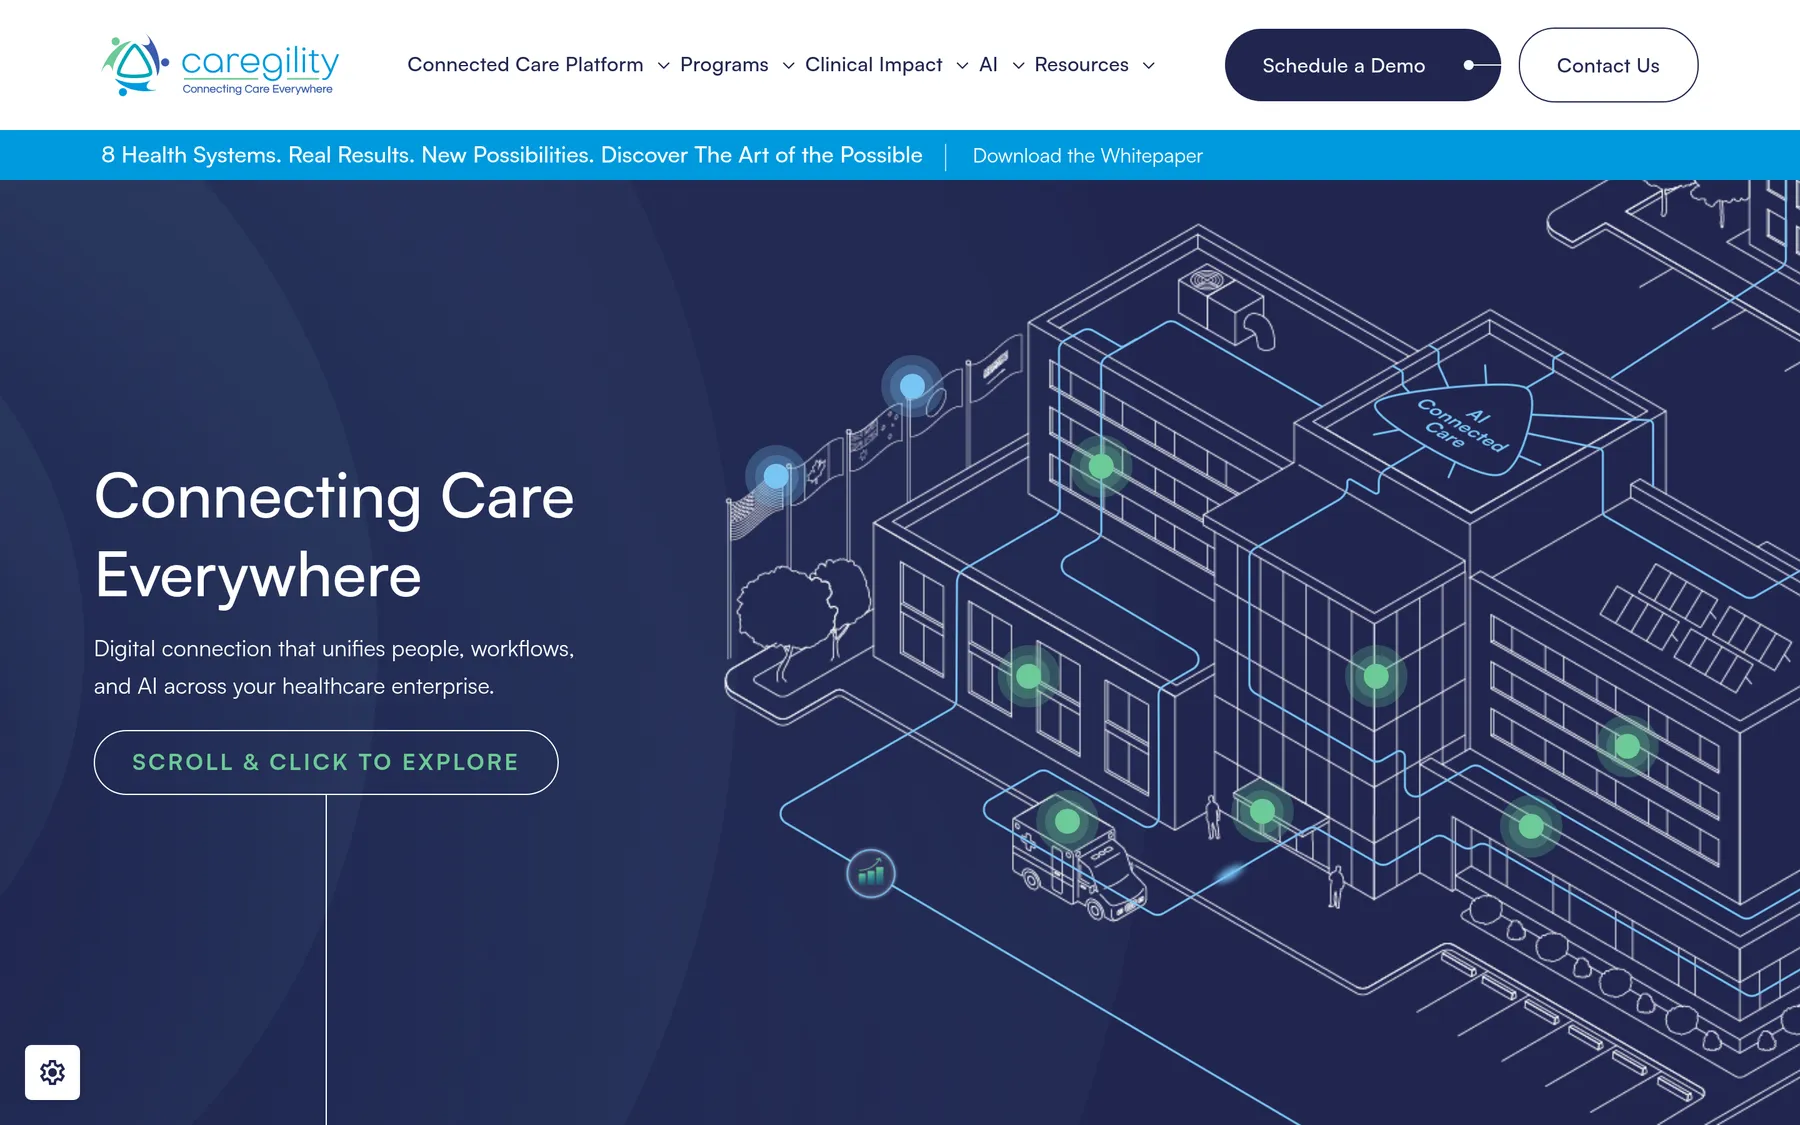 caregility
Connecting Care Everywhere
Connected Care Platform
Programs
Clinical Impact
AI
Resources
Schedule a Demo
Contact Us
8 Health Systems. Real Results. New Possibilities. Discover The Art of the Possible
Download the Whitepaper
AI
Connected
Care
Connecting Care
Everywhere
Digital connection that unifies people, workflows,
and AI across your healthcare enterprise.
SCROLL & CLICK TO EXPLORE